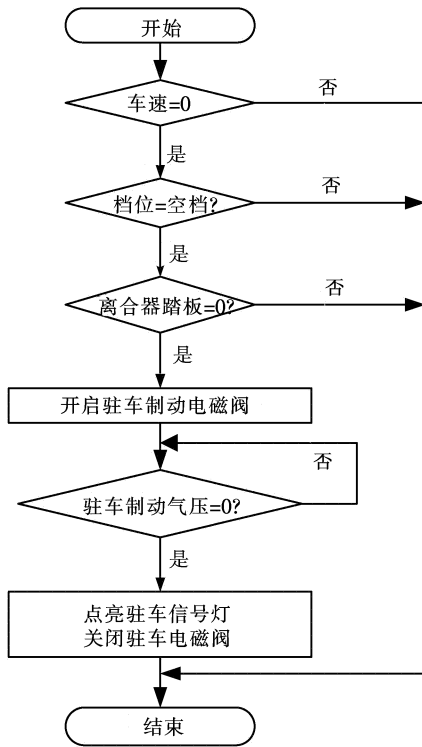 开始
车速=0
否
是
档位=空档?
否
是
离合器踏板=0?
否
是
开启驻车制动电磁阀
否
驻车制动气压=0?
是
点亮驻车信号灯
关闭驻车电磁阀
结束